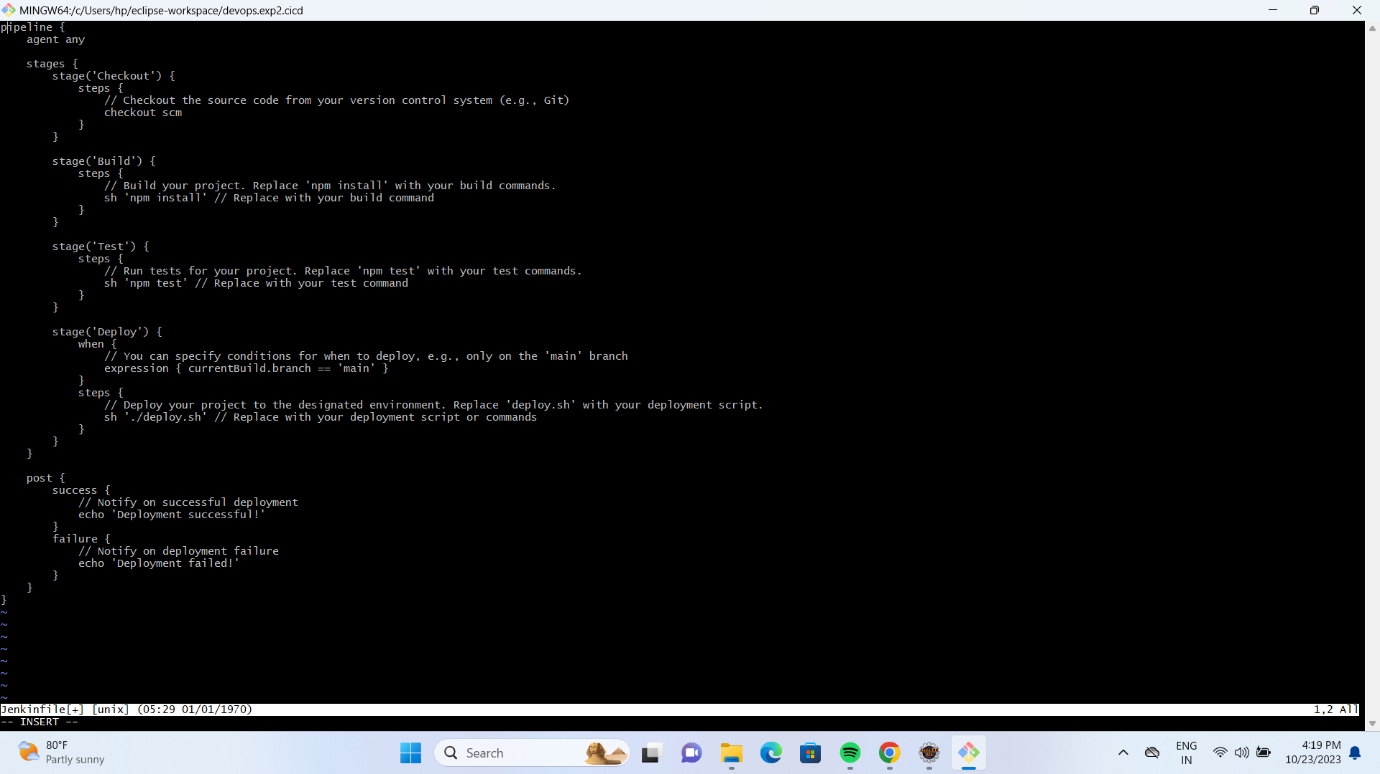 MINGW64:/c/Users/hp/eclipse-workspace/devops.exp2.cicd
pipeline {
    agent any

    stages {
        stage('Checkout') {
            steps {
                // Checkout the source code from your version control system (e.g., Git)
                checkout scm
            }
        }

        stage('Build') {
            steps {
                // Build your project. Replace 'npm install' with your build commands.
                sh 'npm install' // Replace with your build command
            }
        }

        stage('Test') {
            steps {
                // Run tests for your project. Replace 'npm test' with your test commands.
                sh 'npm test' // Replace with your test command
            }
        }

        stage('Deploy') {
            when {
                // You can specify conditions for when to deploy, e.g., only on the 'main' branch
                expression { currentBuild.branch == 'main' }
            }
            steps {
                // Deploy your project to the designated environment. Replace 'deploy.sh' with your deployment script.
                sh './deploy.sh' // Replace with your deployment script or commands
            }
        }
    }

    post {
        success {
            // Notify on successful deployment
            echo 'Deployment successful!'
        }
        failure {
            // Notify on deployment failure
            echo 'Deployment failed!'
        }
    }
}
~
~
~
~
~
~
~
~
Jenkinfile[+] [unix] (05:29 01/01/1970) 1,2 All
-- INSERT --
80°F
Partly sunny
Search
ENG
IN
4:19 PM
10/23/2023